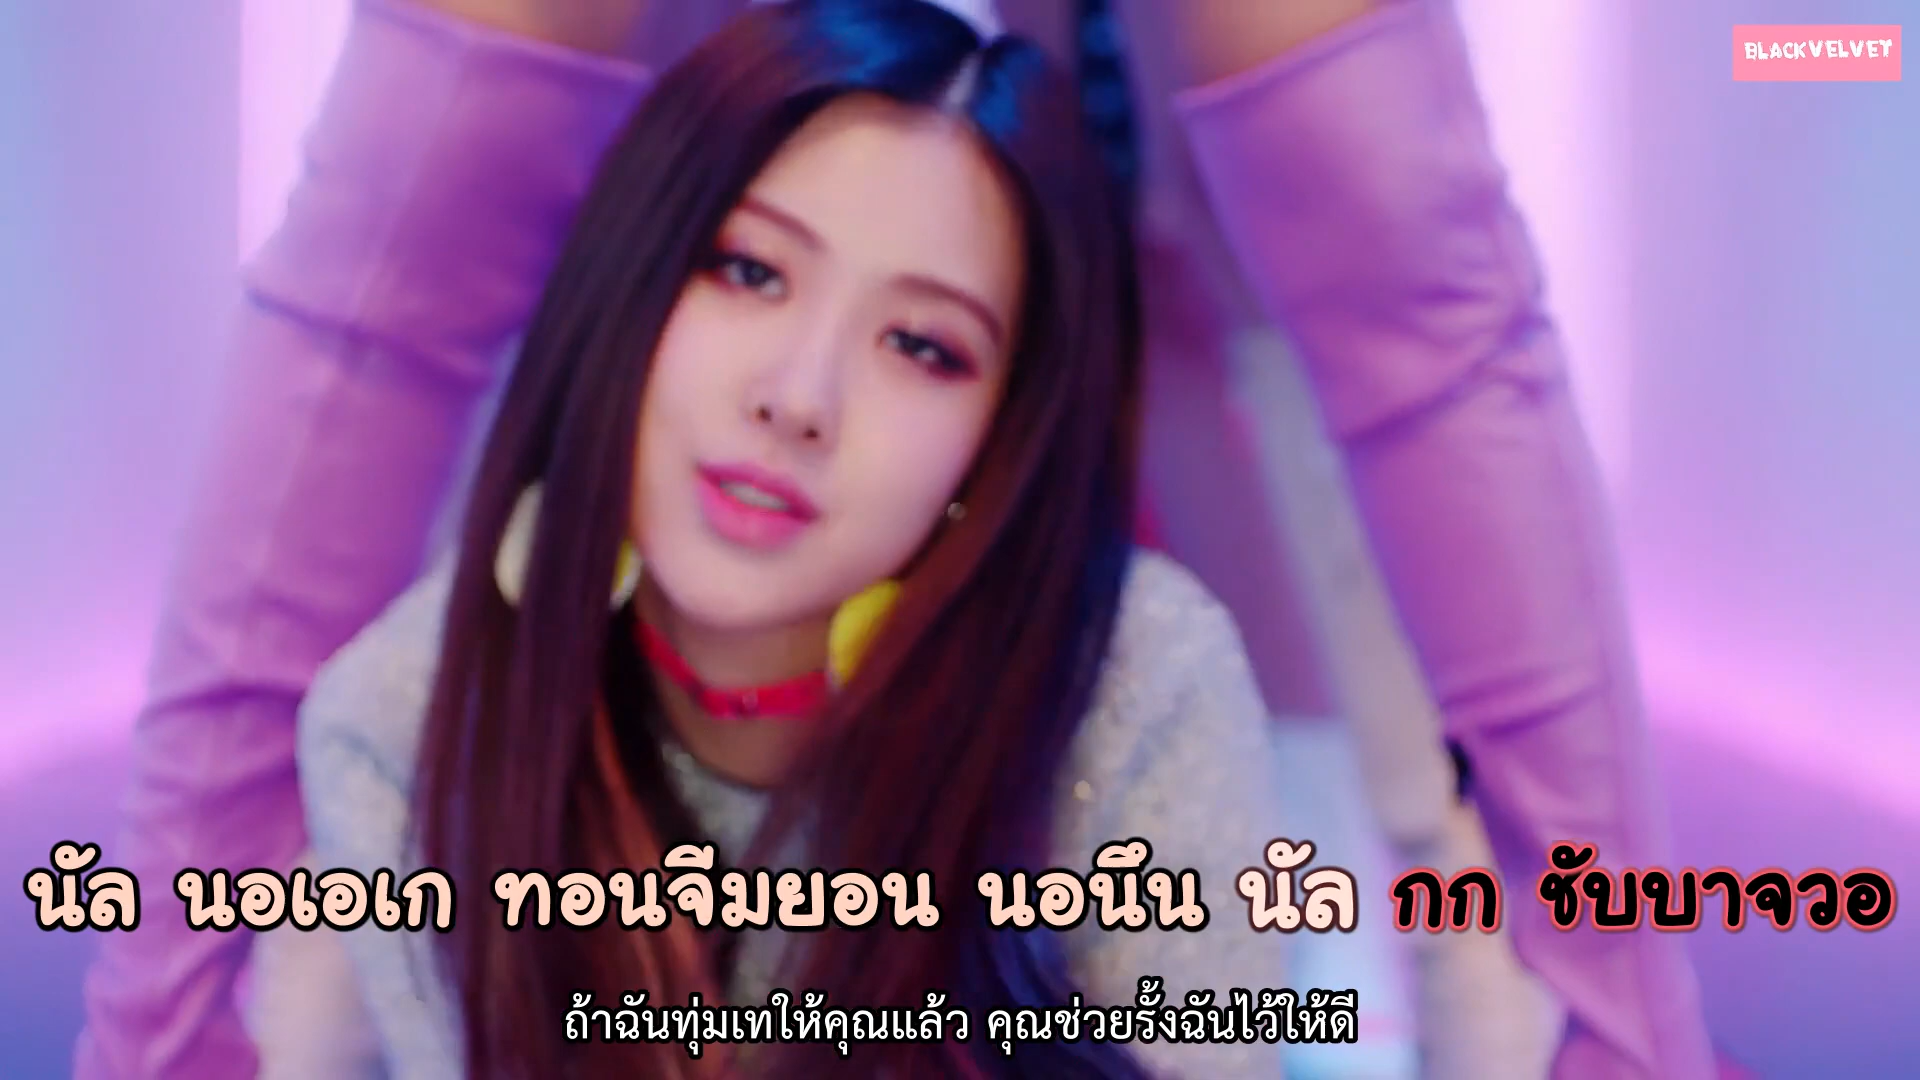 BLACKVELVET
นัล นอเอเก ทอนจีมยอน นอนึน นัล กก ชับบาจวอ
ถ้าฉันทุ่มเทให้คุณแล้ว คุณช่วยรั้งฉันไว้ให้ดี